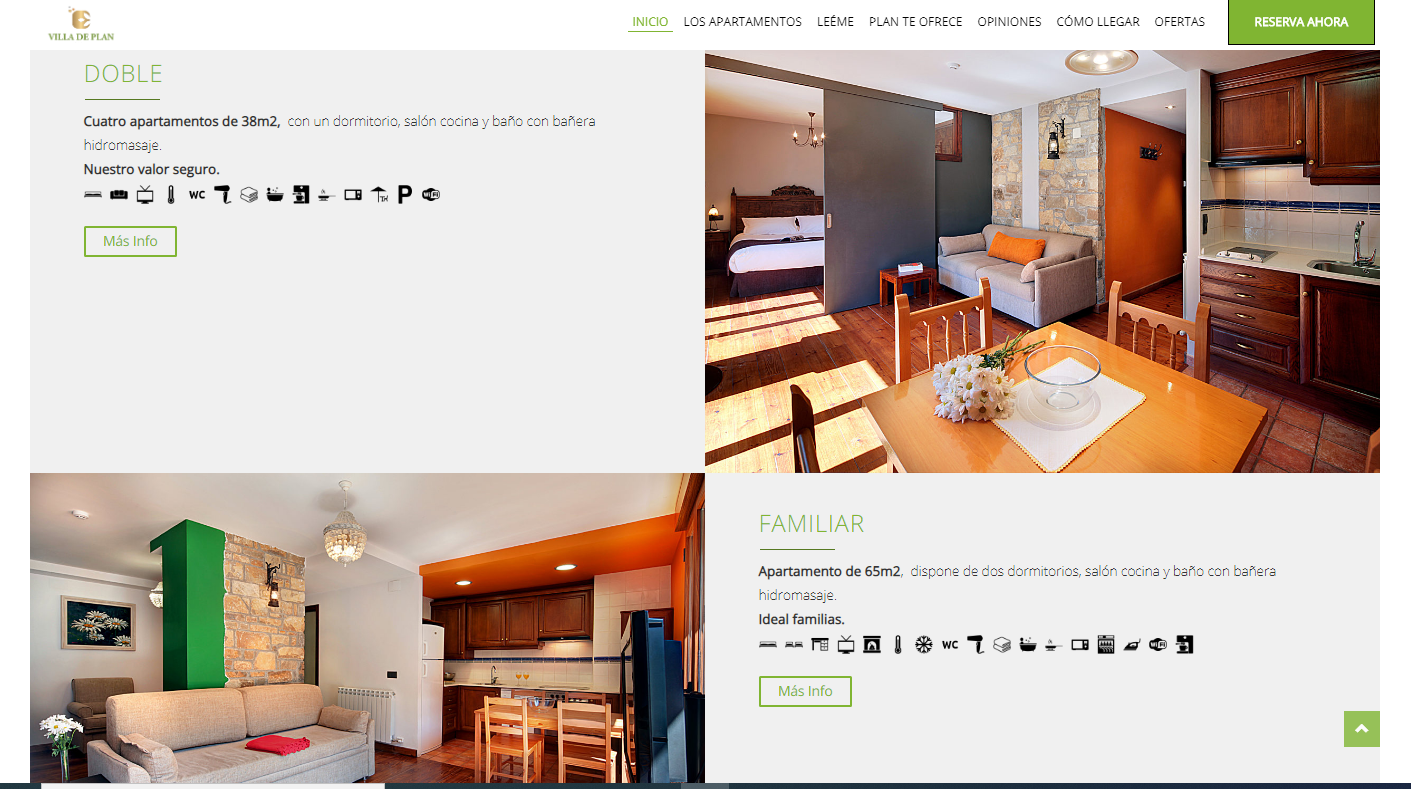 VILLA DE PLAN
INICIO LOS APARTAMENTOS LEÉME PLAN TE OFRECE OPINIONES CÓMO LLEGAR OFERTAS RESERVA AHORA
DOBLE
Cuatro apartamentos de 38m2, con un dormitorio, salón cocina y baño con bañera
hidromasaje.
Nuestro valor seguro.
WC P WiFi
Más Info
FAMILIAR
Apartamento de 65m2, dispone de dos dormitorios, salón cocina y baño con bañera
hidromasaje.
Ideal familias.
WC WiFi
Más Info